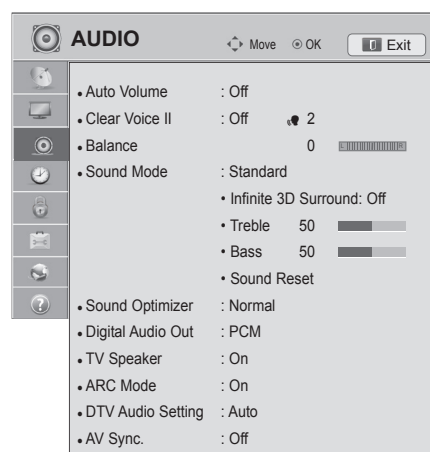 AUDIO Move OK Exit
• Auto Volume : Off
• Clear Voice II : Off 2
• Balance 0 L R
• Sound Mode : Standard
• Infinite 3D Surround: Off
• Treble 50
• Bass 50
• Sound Reset
• Sound Optimizer : Normal
• Digital Audio Out : PCM
• TV Speaker : On
• ARC Mode : On
• DTV Audio Setting : Auto
• AV Sync. : Off